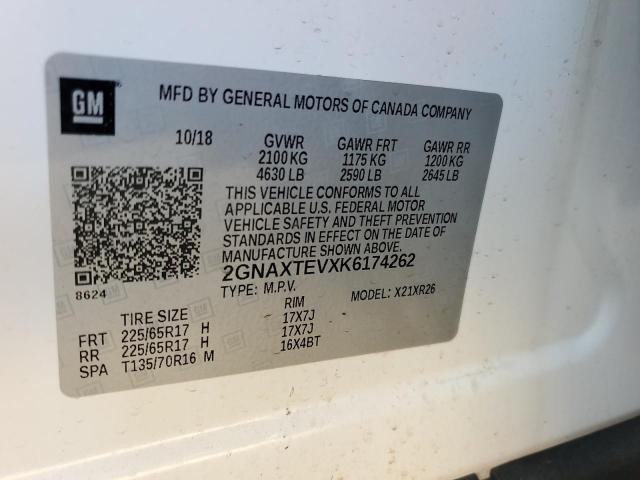 GM
MFD BY GENERAL MOTORS OF CANADA COMPANY
10/18 GVWR GAWR FRT GAWR RR
2100 KG 1175 KG 1200 KG
4630 LB 2590 LB 2645 LB
THIS VEHICLE CONFORMS TO ALL
APPLICABLE U.S. FEDERAL MOTOR
VEHICLE SAFETY AND THEFT PREVENTION
STANDARDS IN EFFECT ON THE DATE OF
MANUFACTURE SHOWN ABOVE.
2GNAXTEVXK6174262
8624 TYPE: M.P.V. MODEL: X21XR26
TIRE SIZE RIM
FRT 225/65R17 H 17X7J
RR 225/65R17 H 17X7J
SPA T135/70R16 M 16X4BT